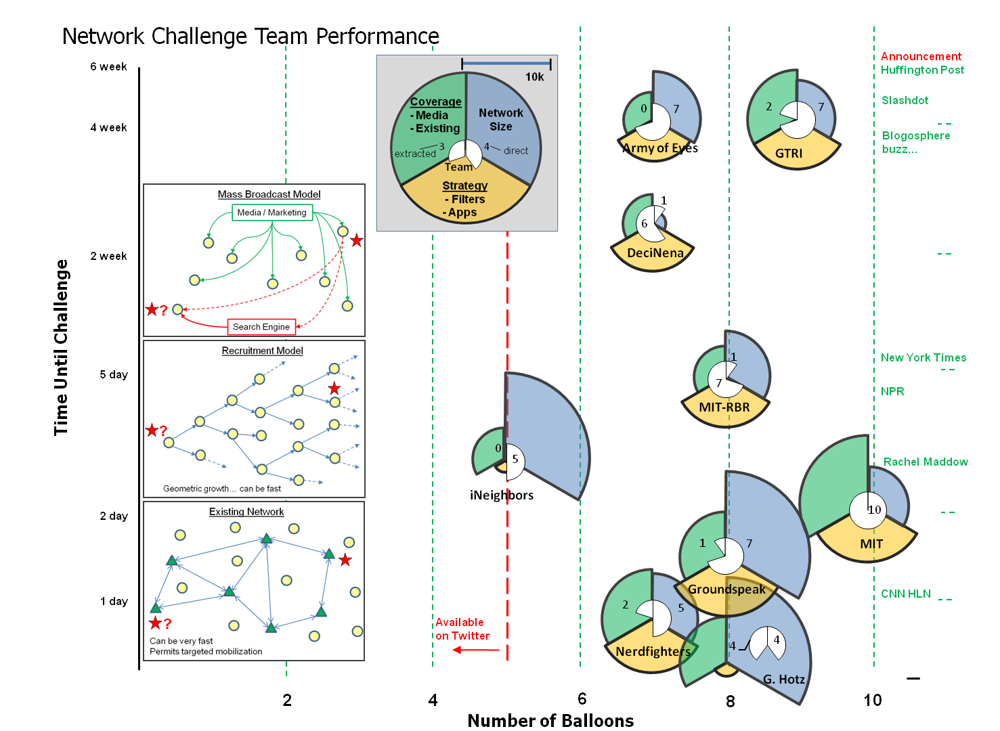 Network Challenge Team Performance
6 week
4 week
2 week
5 day
2 day
1 day
Time Until Challenge
10k
Coverage
- Media
- Existing
Network
Size
extracted
3
4
direct
Team
Strategy
- Filters
- Apps
Mass Broadcast Model
Media / Marketing
?
Search Engine
Recruitment Model
?
Geometric growth... can be fast
Existing Network
?
Can be very fast
Permits targeted mobilization
0
7
Army of Eyes
2
7
GTRI
1
6
DeciNena
1
7
MIT-RBR
0
5
iNeighbors
10
MIT
1
7
Groundspeak
2
5
Nerdfighters
4
4
G. Hotz
Available
on Twitter
Announcement
Huffington Post
Slashdot
Blogosphere
buzz...
New York Times
NPR
Rachel Maddow
CNN HLN
2
4
6
8
10
Number of Balloons